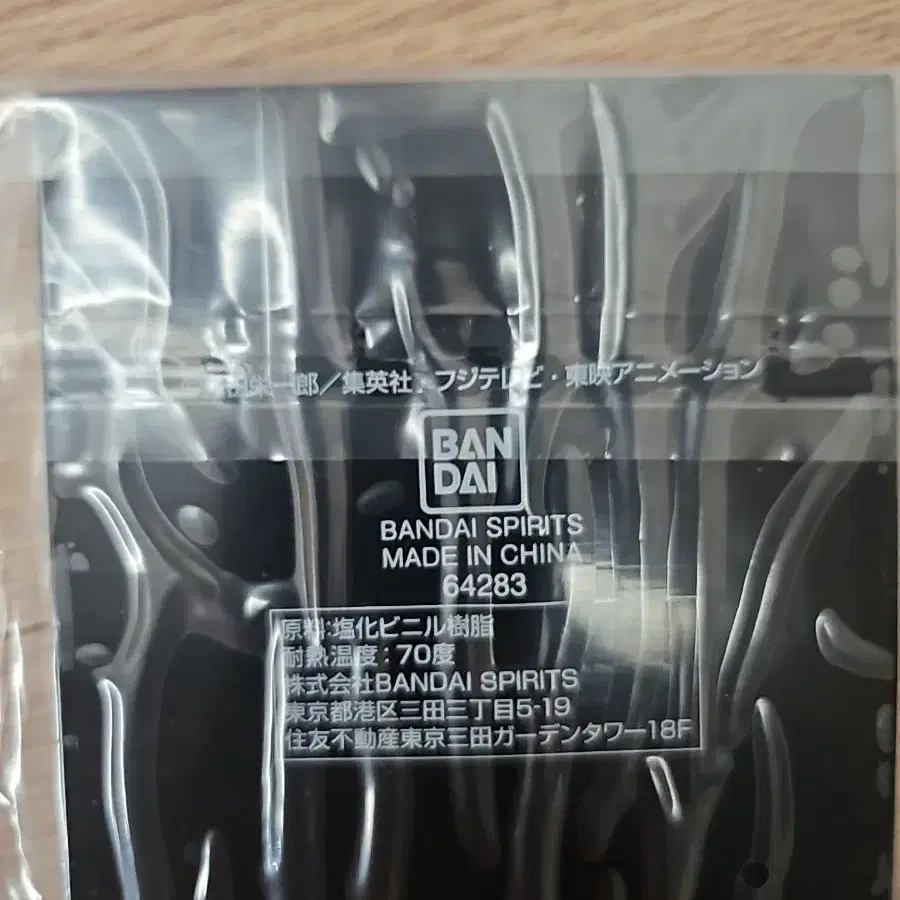 郎／集英社、フジテレビ・東映アニメーション
BAN
DAI
BANDAI SPIRITS
MADE IN CHINA
64283
原料:塩化ビニル樹脂
耐熱温度:70度
株式会社BANDAI SPIRITS
東京都港区三田三丁目5-19
住友不動産東京三田ガーデンタワー18F